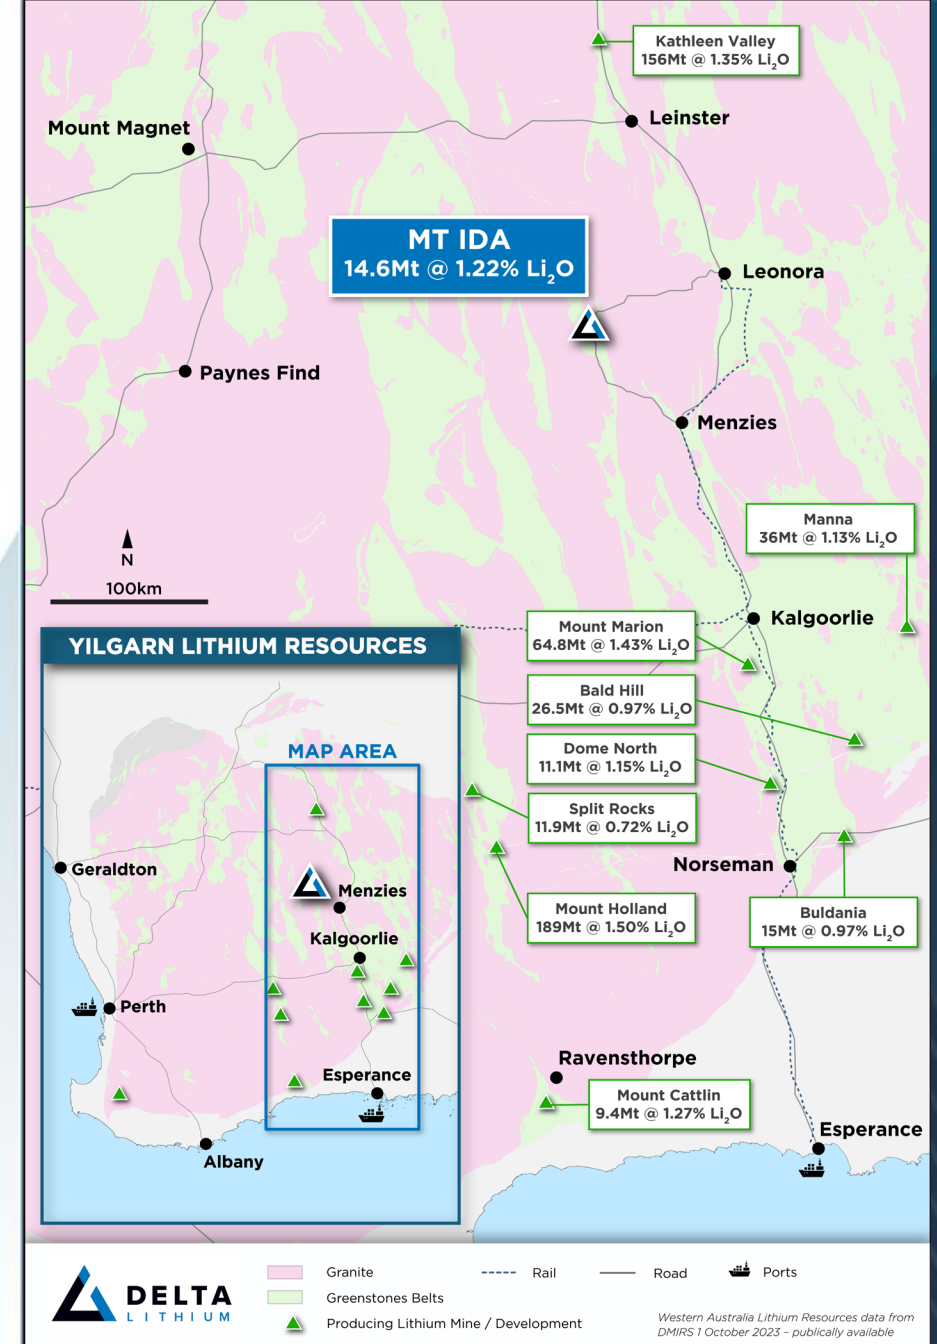 Kathleen Valley
156Mt @ 1.35% Li₂O
Leinster
Mount Magnet
MT IDA
14.6Mt @ 1.22% Li₂O
Leonora
Paynes Find
Menzies
Manna
36Mt @ 1.13% Li₂O
N
100km
Kalgoorlie
Mount Marion
64.8Mt @ 1.43% Li₂O
Bald Hill
26.5Mt @ 0.97% Li₂O
Dome North
11.1Mt @ 1.15% Li₂O
Split Rocks
11.9Mt @ 0.72% Li₂O
Norseman
Mount Holland
189Mt @ 1.50% Li₂O
Buldania
15Mt @ 0.97% Li₂O
Ravensthorpe
Mount Cattlin
9.4Mt @ 1.27% Li₂O
Esperance
YILGARN LITHIUM RESOURCES
MAP AREA
Geraldton
Menzies
Kalgoorlie
Perth
Esperance
Albany
DELTA
LITHIUM
Granite
Rail
Road
Ports
Greenstones Belts
Producing Lithium Mine / Development
Western Australia Lithium Resources data from
DMIRS 1 October 2023 – publically available